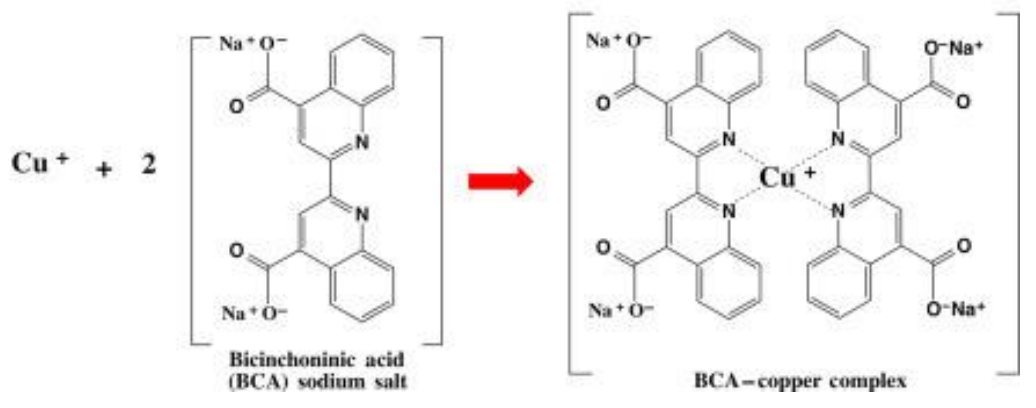 Na⁺O⁻
O
N
Cu⁺ + 2
N
O
Na⁺O⁻
Bicinchoninic acid
(BCA) sodium salt
Na⁺O⁻
O⁻Na⁺
O
O
N
N
Cu⁺
N
N
O
O
Na⁺O⁻
O⁻Na⁺
BCA–copper complex